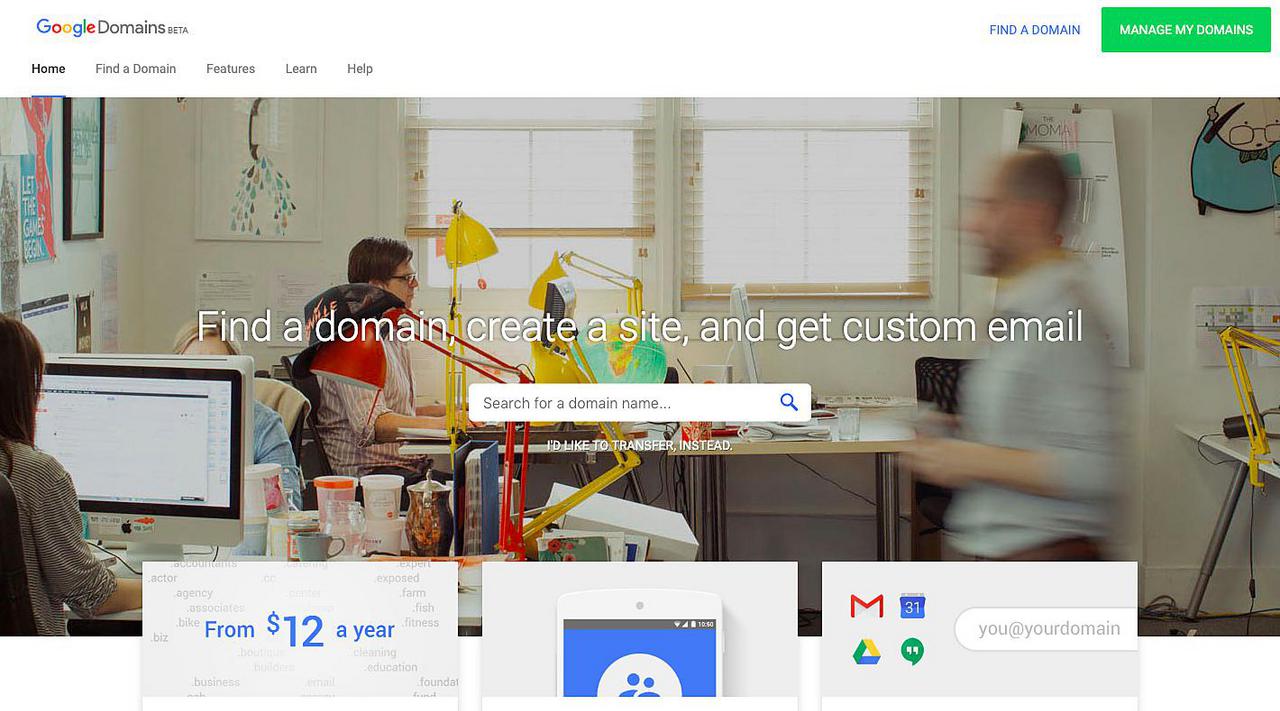 Google Domains BETA
FIND A DOMAIN
MANAGE MY DOMAINS
Home
Find a Domain
Features
Learn
Help
LET
THE
GAMES
BEGIN.
THE
MOMA
Find a domain, create a site, and get custom email
Search for a domain name...
I'D LIKE TO TRANSFER, INSTEAD.
.accountants .catering .expert
.actor .cc .exposed
.agency .center .farm
.associates .fish
.bike .fitness
From $12 a year
.biz
.boutique .cleaning
.builders .education
.business .email .foundat
10:50
31
you@yourdomain